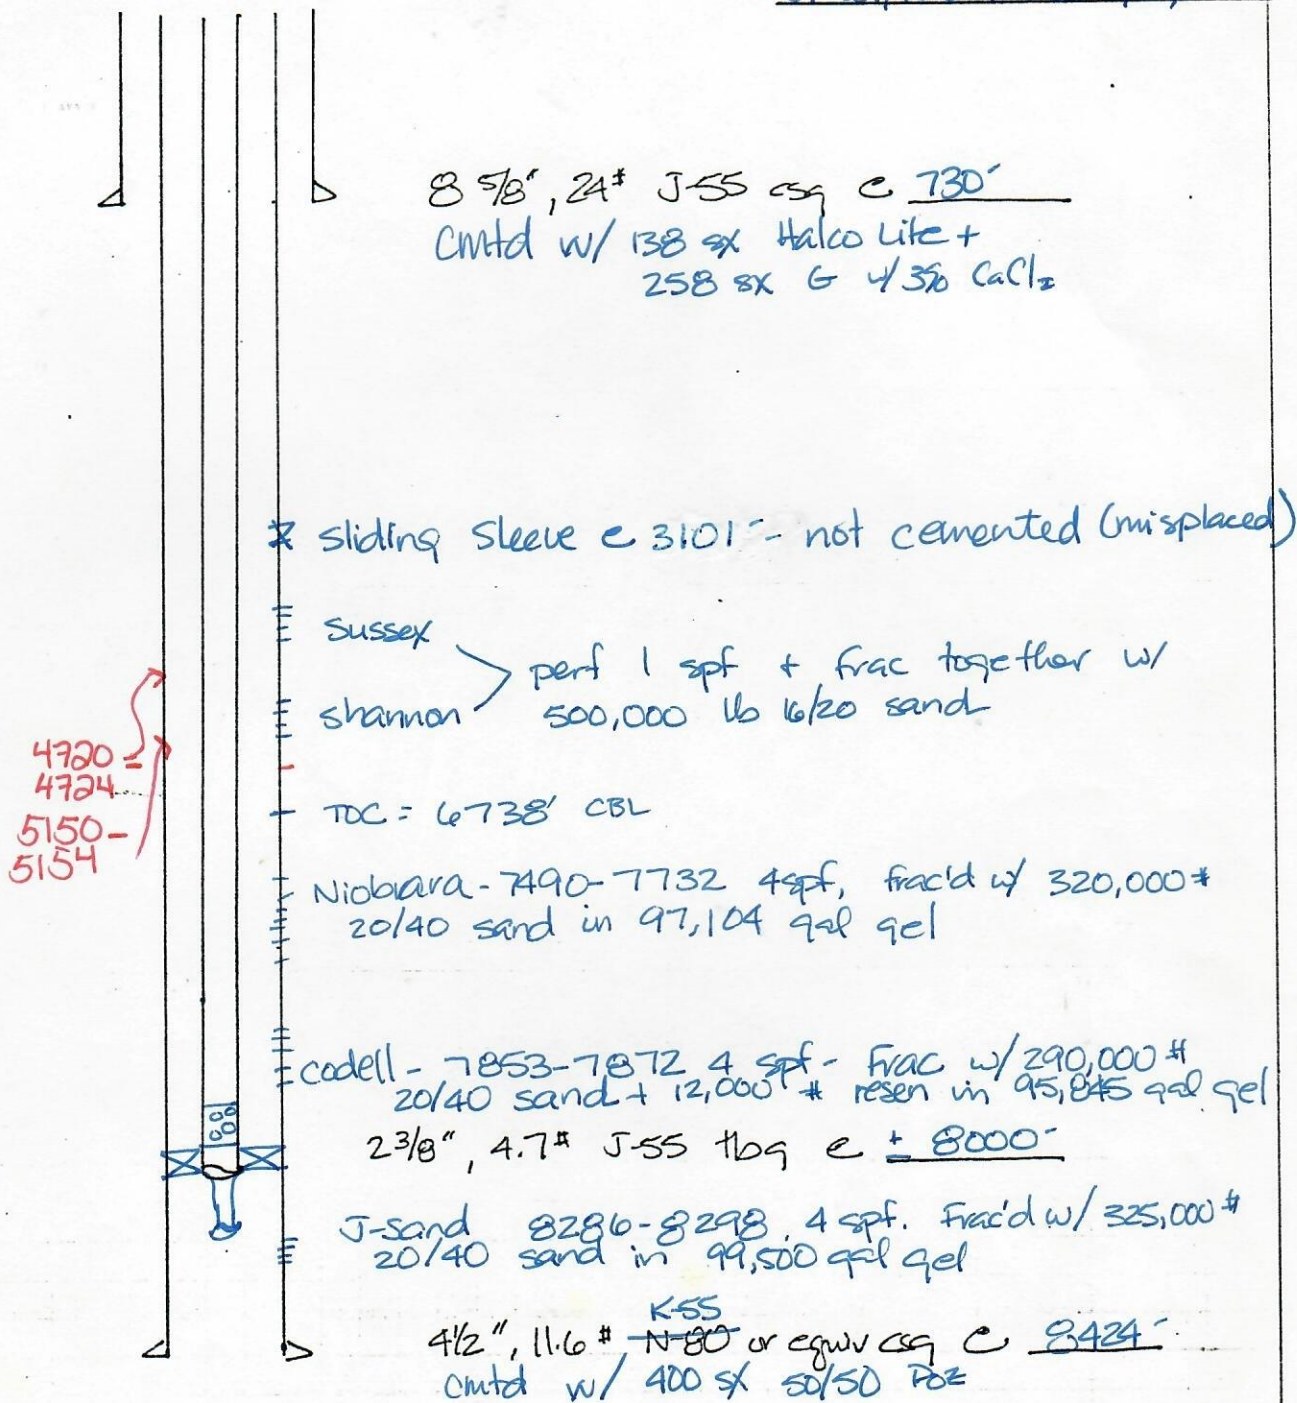 8 5/8", 24# J-55 csg @ 730'
Cmtd w/ 138 sx Halco Lite +
258 sx G w/ 3% CaCl2
sliding sleeve @ 3101' - not cemented (misplaced)
Sussex
perf 1 spf + frac together w/
shannon
500,000 lb 16/20 sand
4720 -
4724
5150 -
5154
TOC = 6738' CBL
Niobrara - 7490-7732 4spf, frac'd w/ 320,000#
20/40 sand in 97,104 gal gel
Codell - 7853-7872 4 spf - Frac w/ 290,000#
20/40 sand + 12,000 # resen in 95,845 gal gel
2 3/8", 4.7# J-55 tbg @ ± 8000'
J-Sand 8286-8298, 4 spf. Frac'd w/ 325,000#
20/40 sand in 99,500 gal gel
K-55
4 1/2", 11.6# N-80 or equiv csg @ 8424'
cmtd w/ 400 sx 50/50 Poz